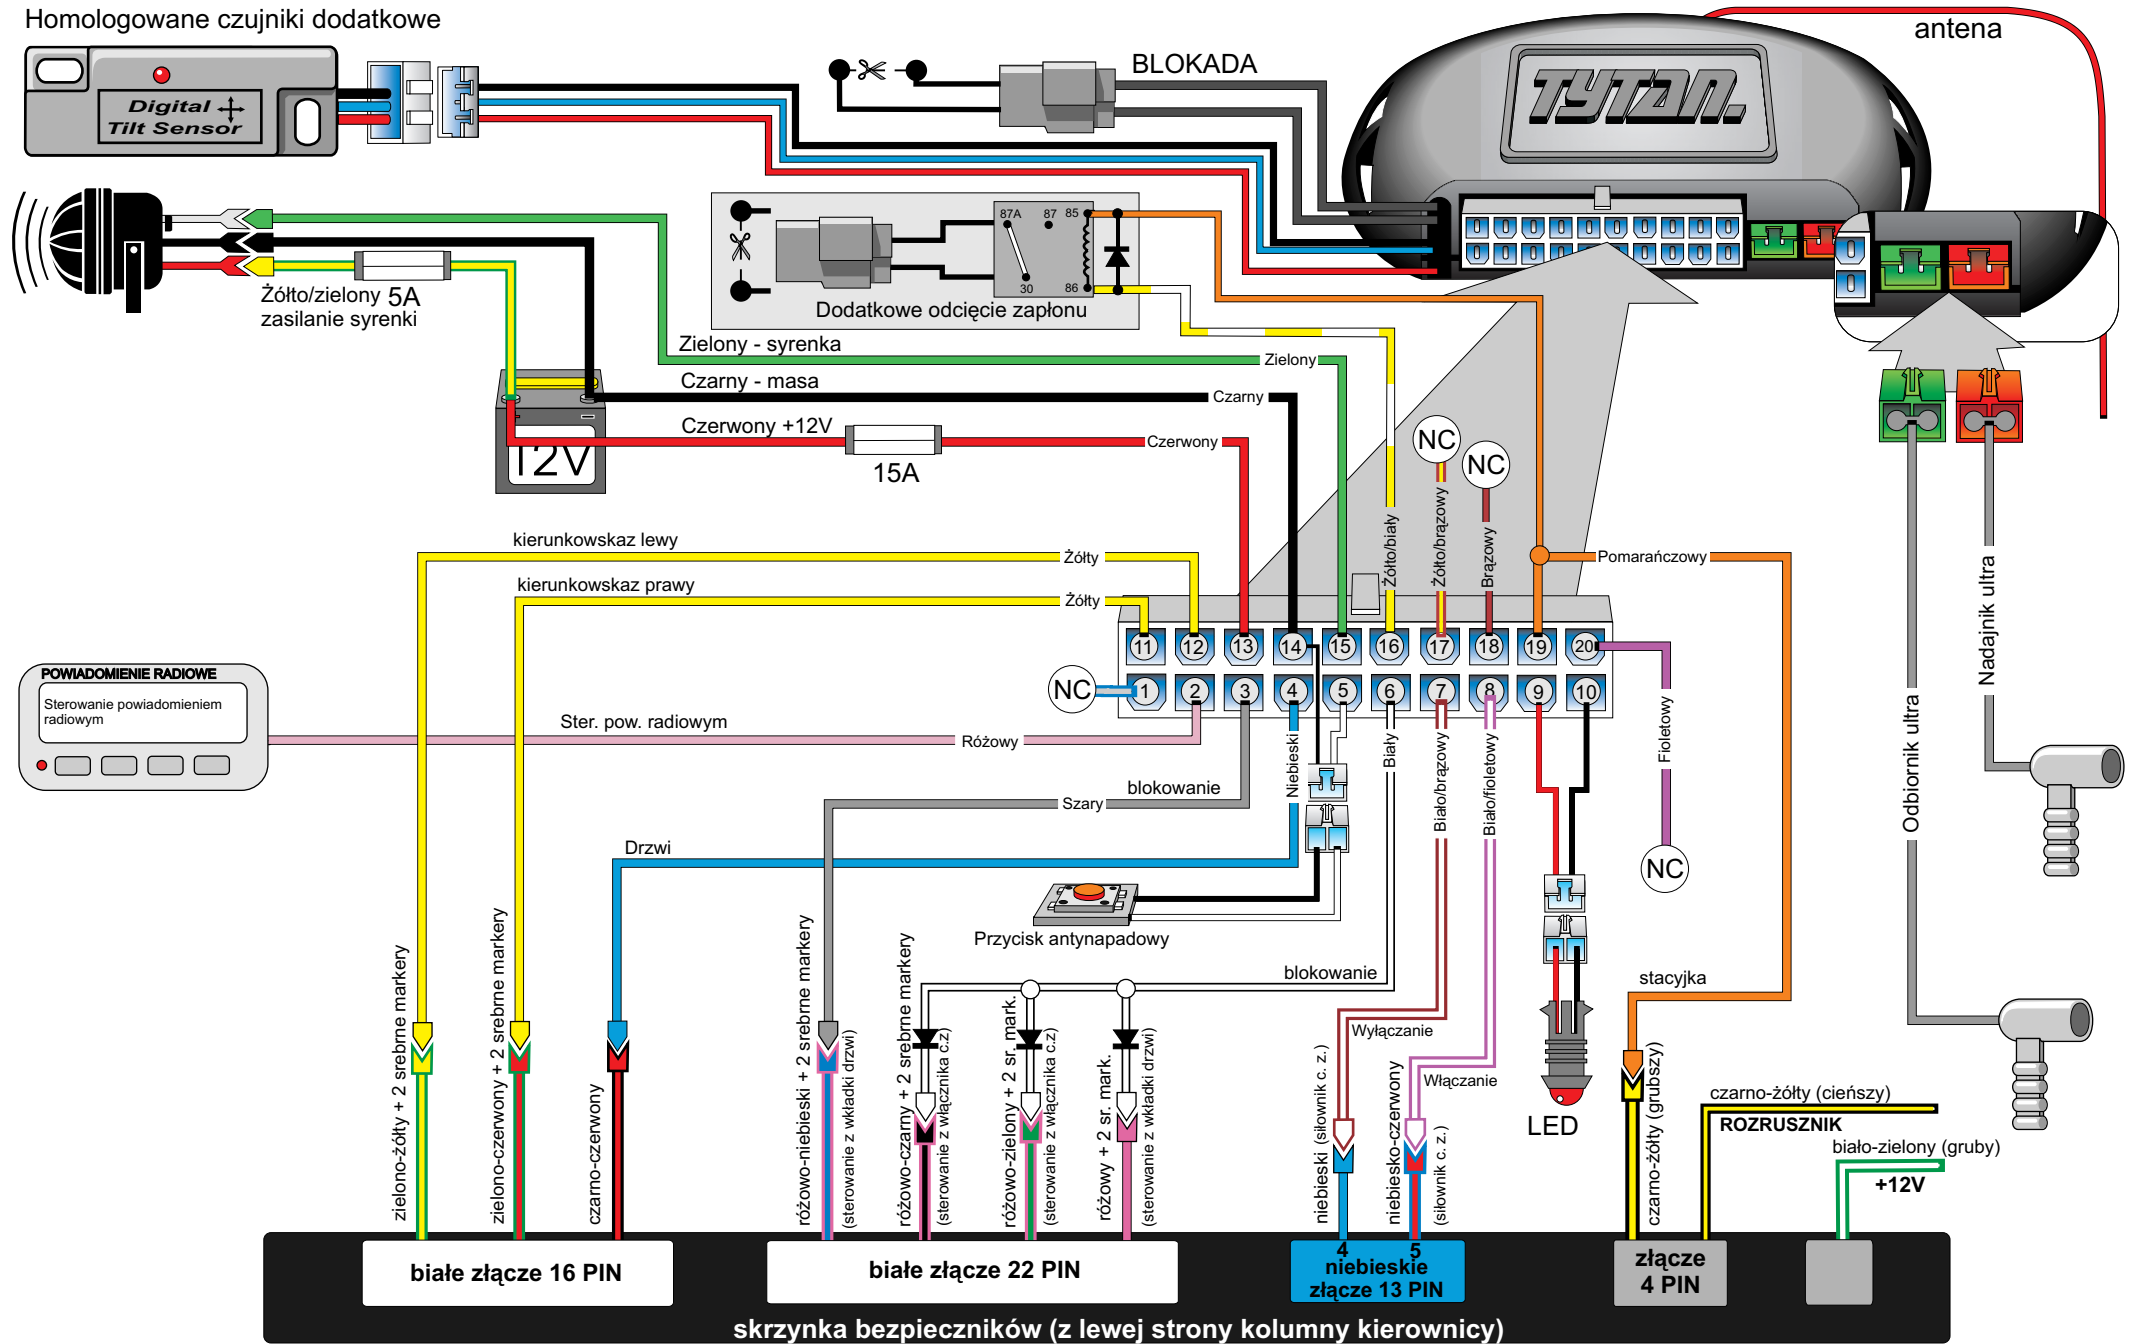 Homologowane czujniki dodatkowe
antena
BLOKADA
TYTAN.
Digital
Tilt Sensor
87A
87
85
30
86
Dodatkowe odcięcie zapłonu
Żółto/zielony 5A
zasilanie syrenki
Zielony - syrenka
Zielony
Czarny - masa
Czarny
Czerwony +12V
Czerwony
15A
12V
NC
NC
Żółto/biały
Żółto/brązowy
Brązowy
kierunkowskaz lewy
Żółty
kierunkowskaz prawy
Żółty
Pomarańczowy
Odbiornik ultra
Nadajnik ultra
11
12
13
14
15
16
17
18
19
20
NC
1
2
3
4
5
6
7
8
9
10
POWIADOMIENIE RADIOWE
Sterowanie powiadomieniem
radiowym
Ster. pow. radiowym
Różowy
blokowanie
Szary
Niebieski
Biały
Biało/brązowy
Biało/fioletowy
Fioletowy
NC
Drzwi
Przycisk antynapadowy
blokowanie
stacyjka
Wyłączanie
Włączanie
LED
zielono-żółty + 2 srebrne markery
zielono-czerwony + 2 srebrne markery
czarno-czerwony
różowo-niebieski + 2 srebrne markery
(sterowanie z wkładki drzwi)
różowo-czarny + 2 srebrne markery
(sterowanie z włącznika c.z)
różowo-zielony + 2 sr. mark.
(sterowanie z włącznika c.z)
różowy + 2 sr. mark.
(sterowanie z wkładki drzwi)
niebieski (siłownik c. z.)
niebiesko-czerwony
(siłownik c. z.)
czarno-żółty (grubszy)
czarno-żółty (cieńszy)
ROZRUSZNIK
biało-zielony (gruby)
+12V
białe złącze 16 PIN
białe złącze 22 PIN
4
5
niebieskie
złącze 13 PIN
złącze
4 PIN
skrzynka bezpieczników (z lewej strony kolumny kierownicy)